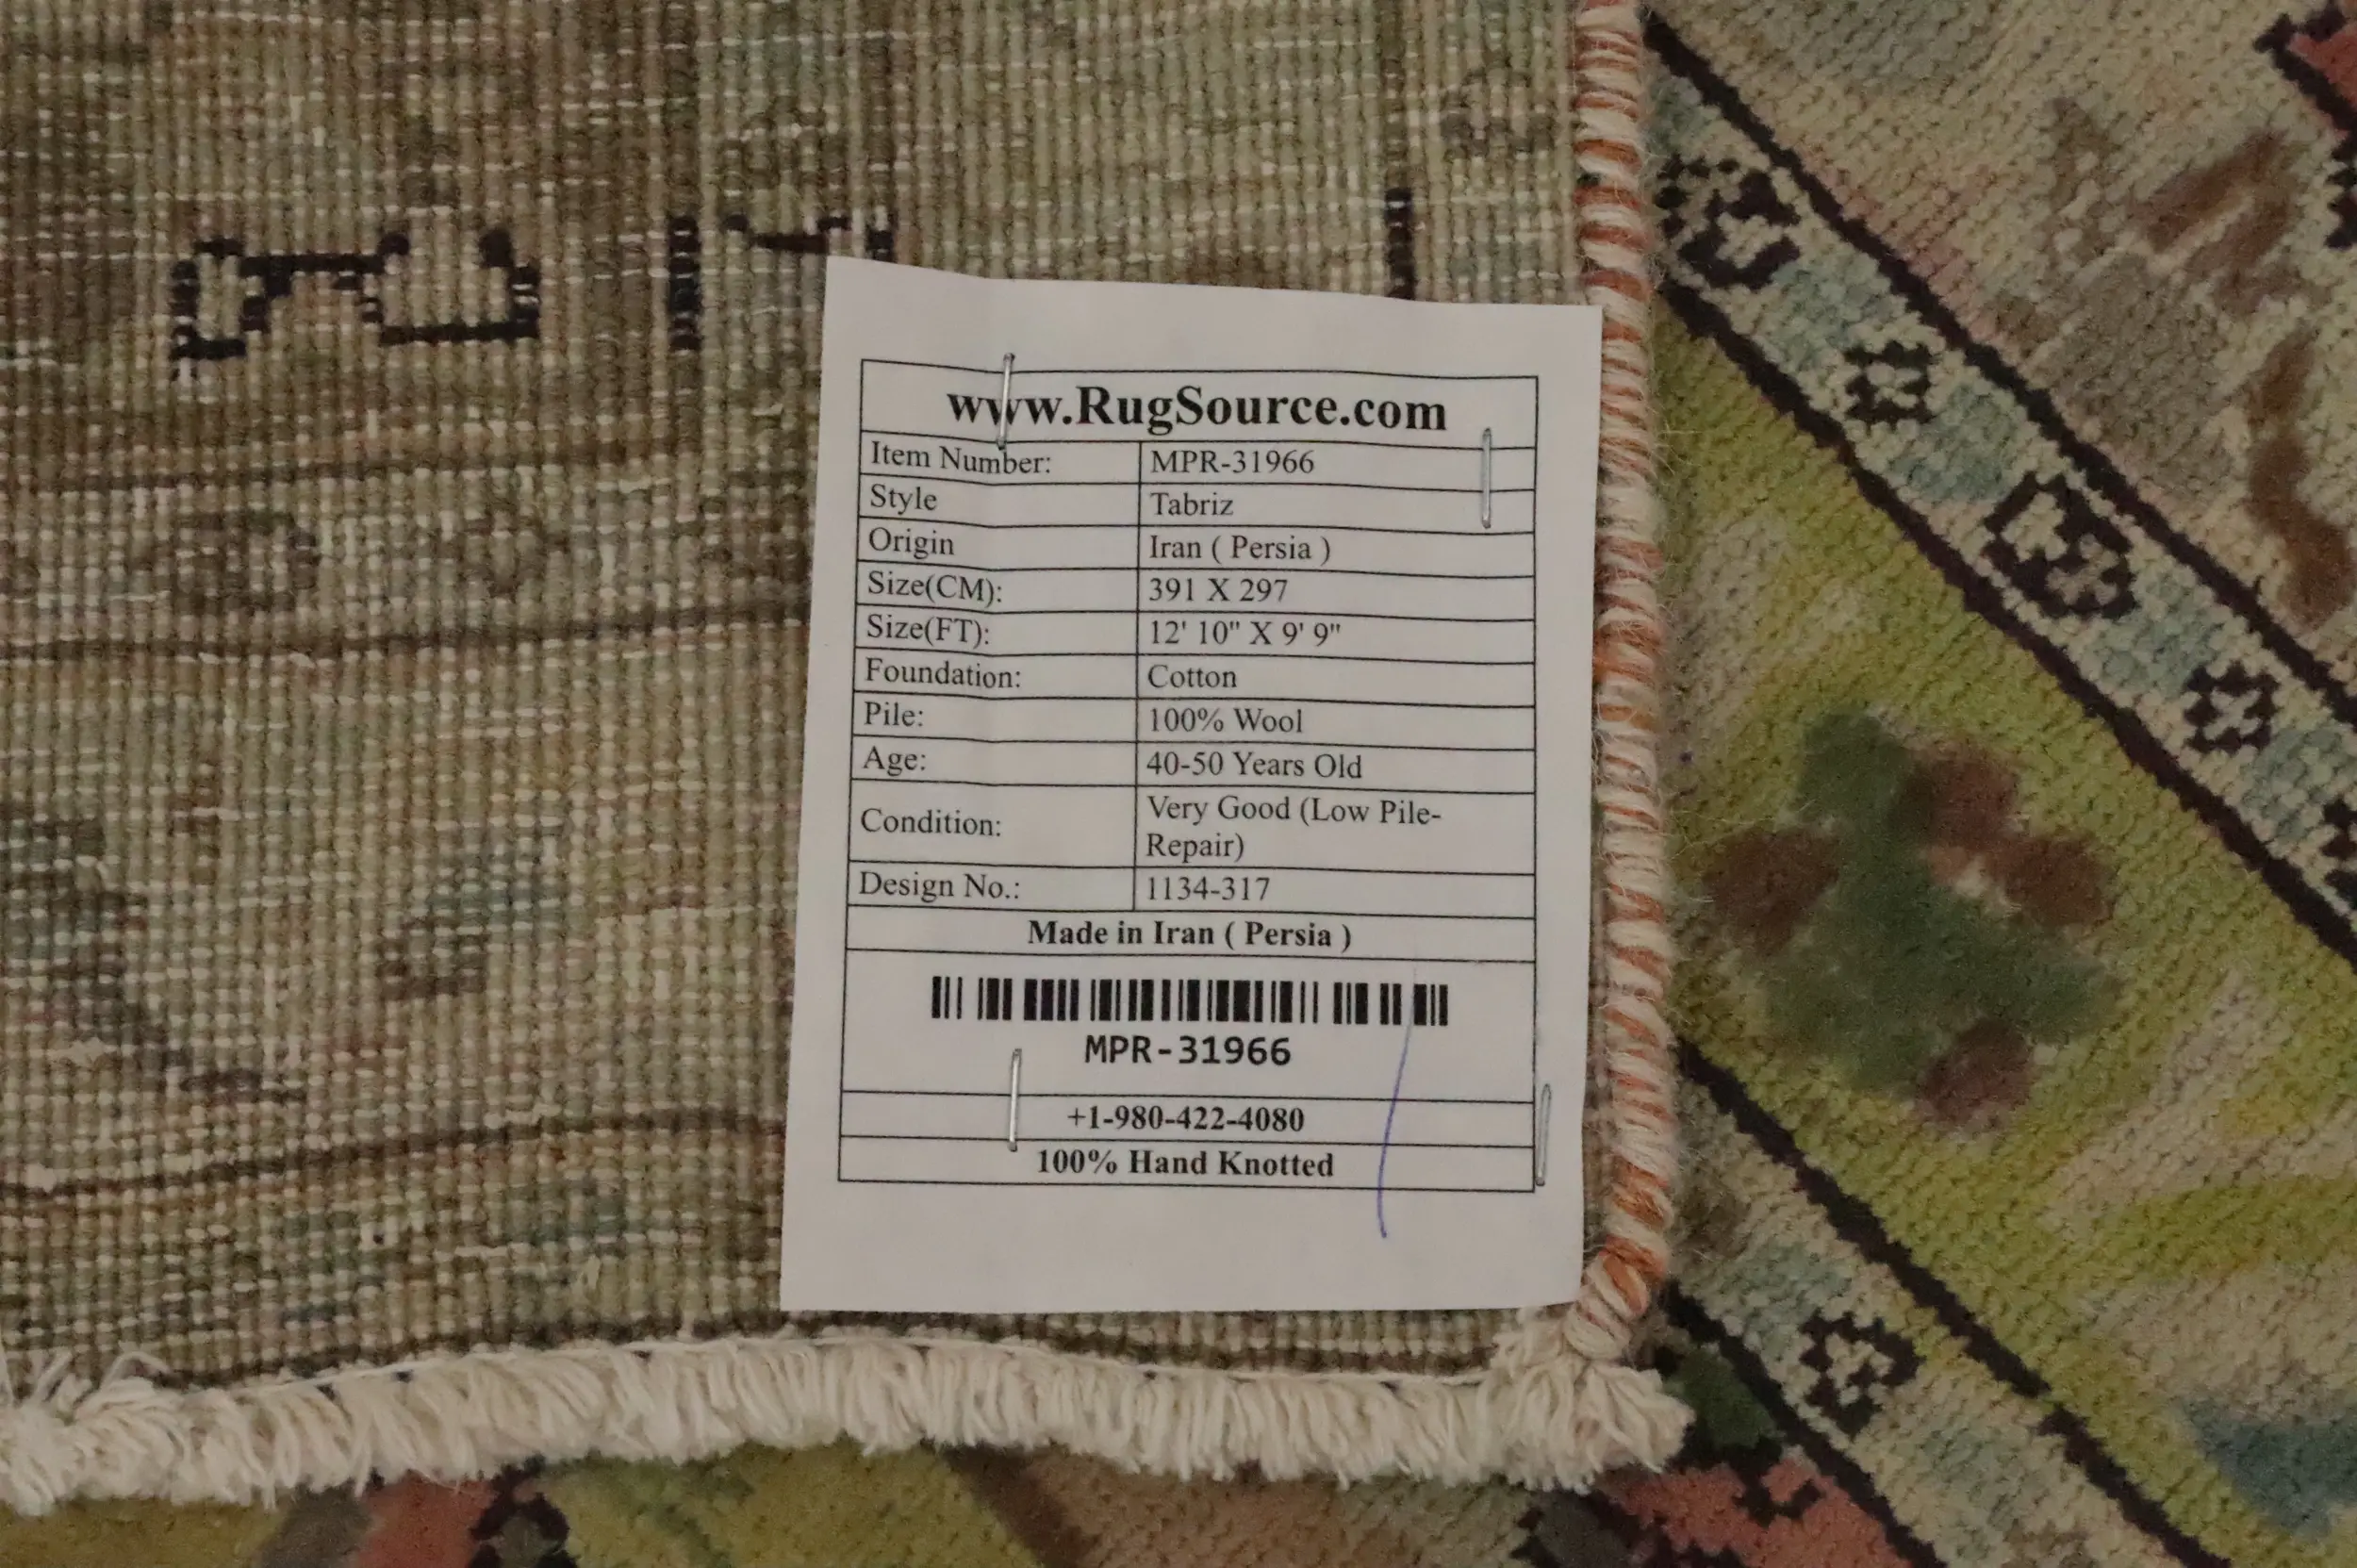 www.RugSource.com
Item Number: MPR-31966
Style Tabriz
Origin Iran ( Persia )
Size(CM): 391 X 297
Size(FT): 12' 10" X 9' 9"
Foundation: Cotton
Pile: 100% Wool
Age: 40-50 Years Old
Condition: Very Good (Low Pile-
Repair)
Design No.: 1134-317
Made in Iran ( Persia )
MPR-31966
+1-980-422-4080
100% Hand Knotted